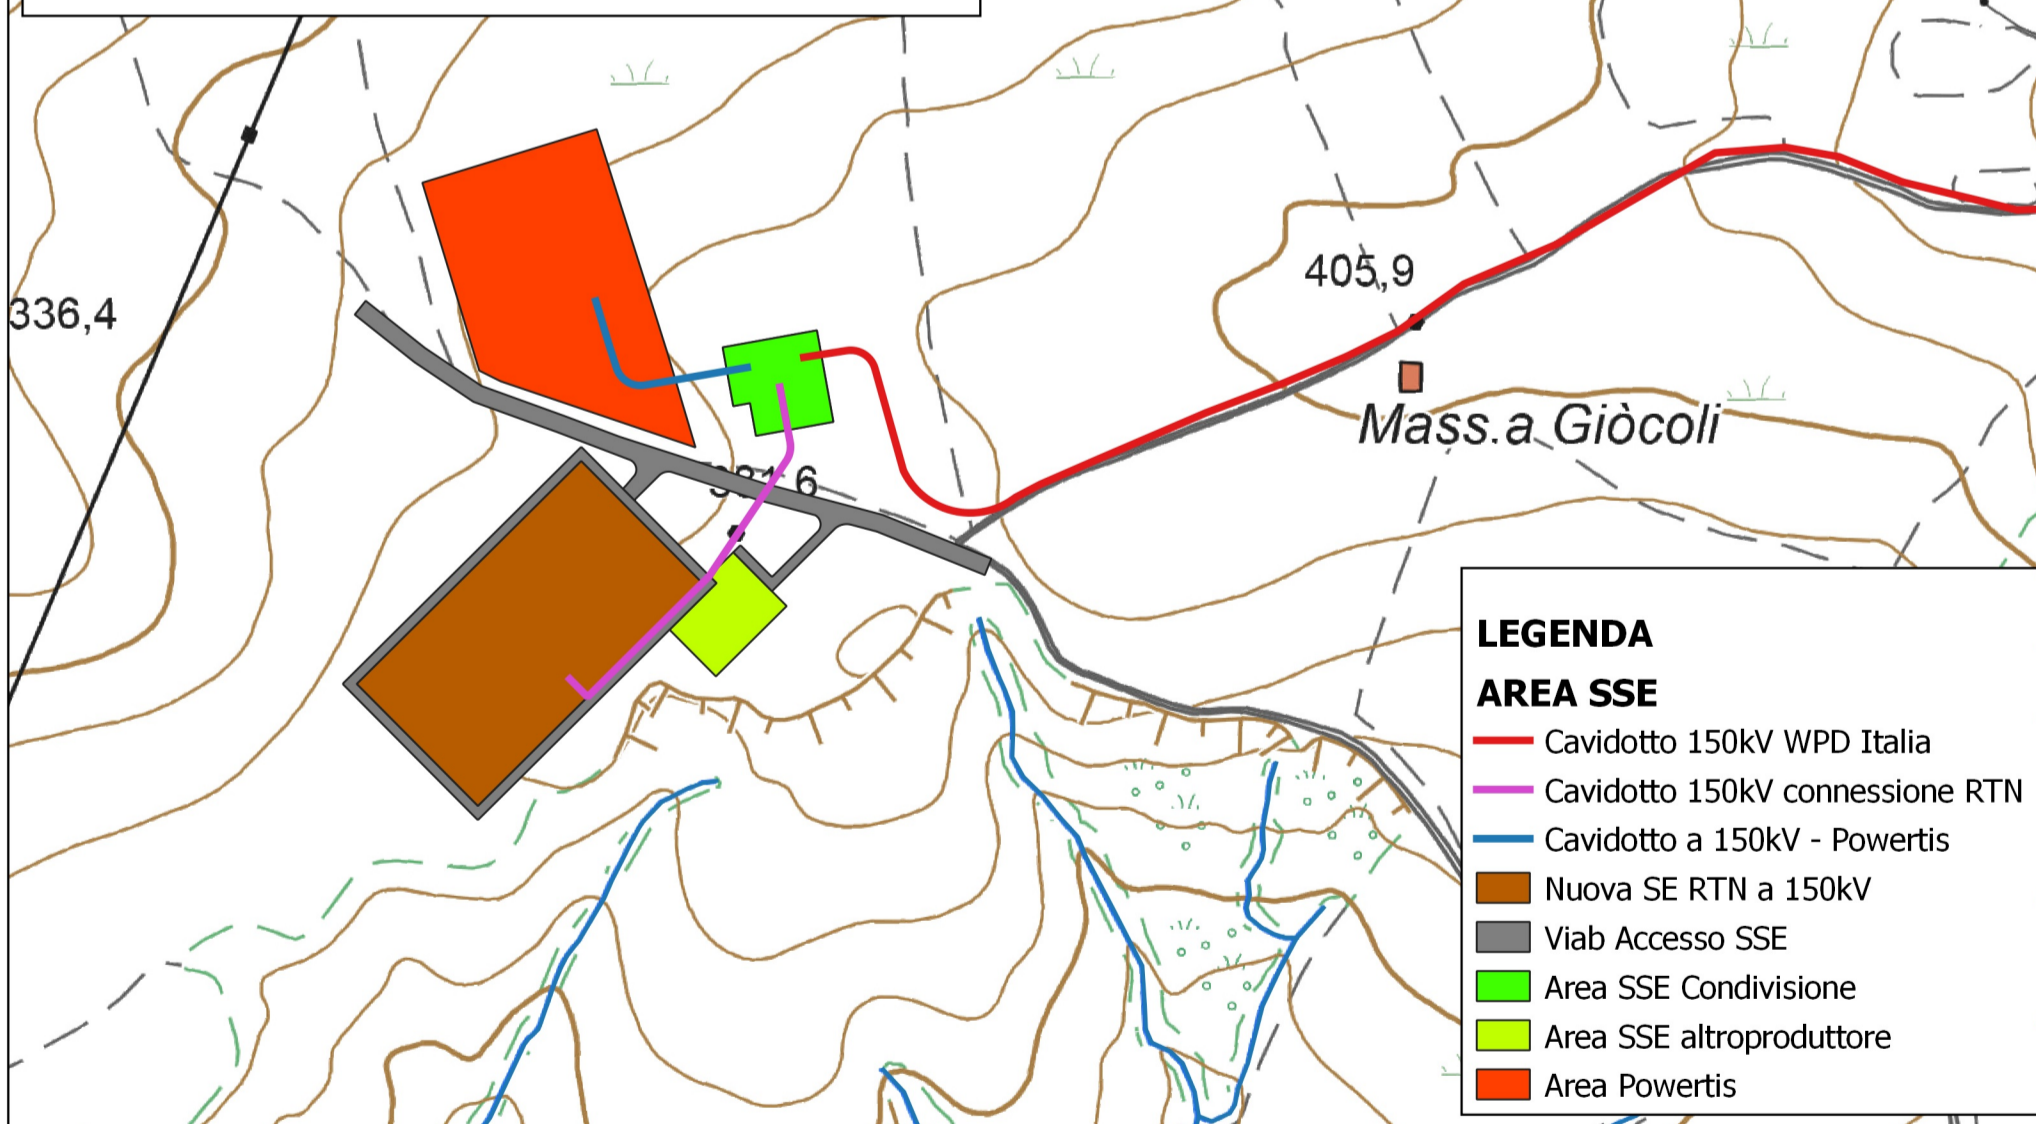 405,9
336,4
Mass.a Giòcoli
LEGENDA
AREA SSE
Cavidotto 150kV WPD Italia
Cavidotto 150kV connessione RTN
Cavidotto a 150kV - Powertis
Nuova SE RTN a 150kV
Viab Accesso SSE
Area SSE Condivisione
Area SSE altroproduttore
Area Powertis